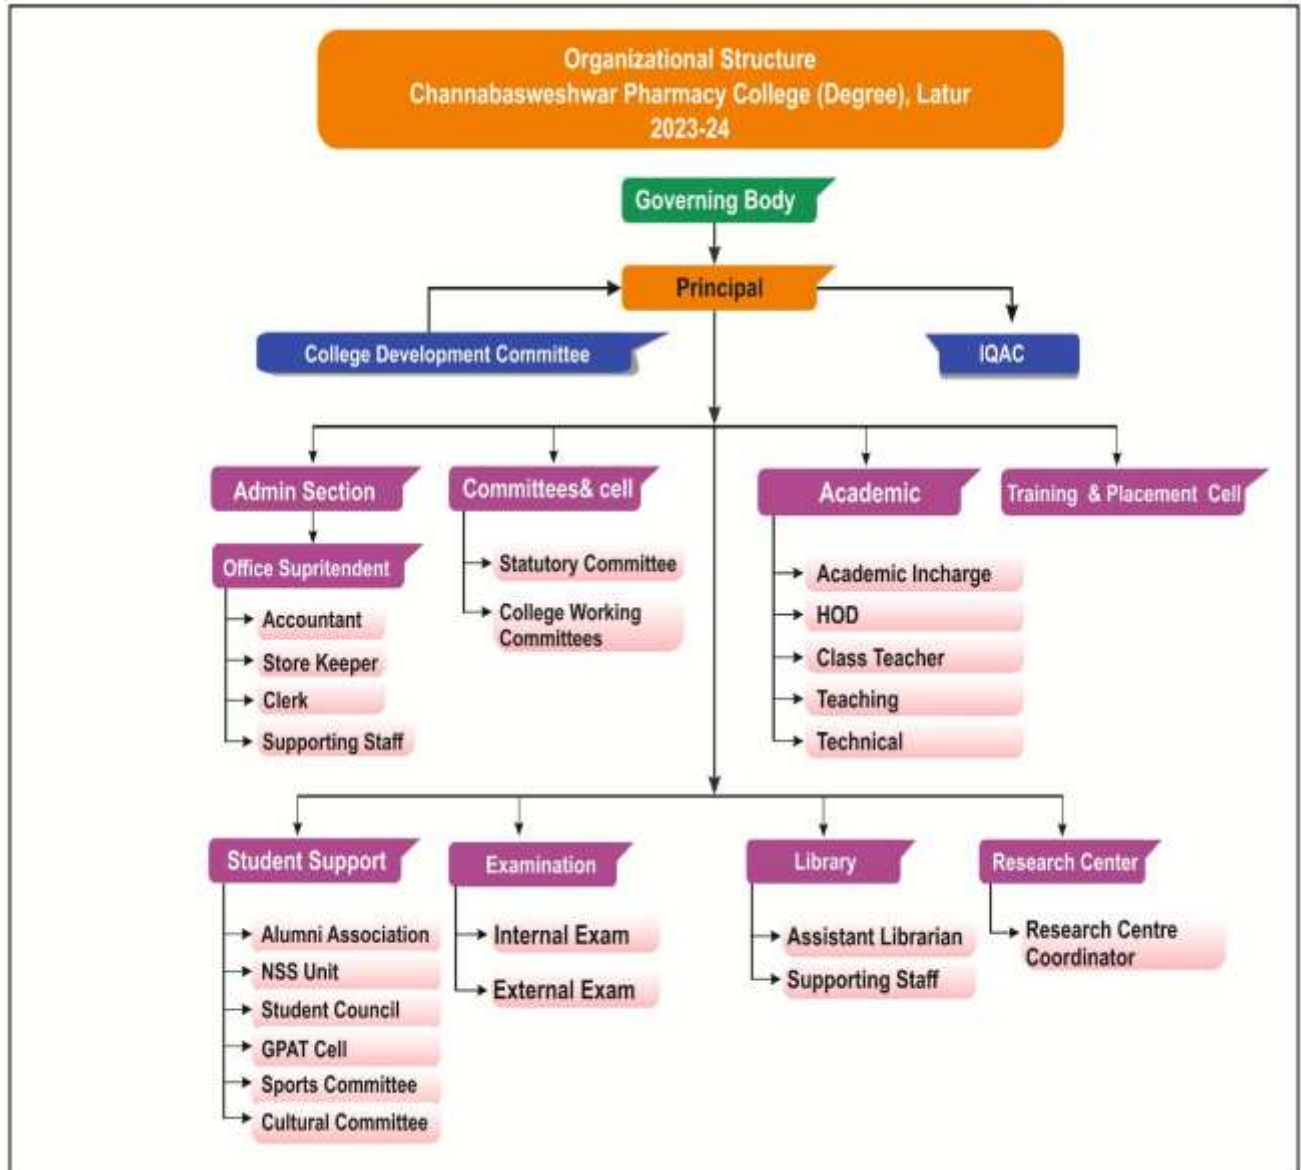 Organizational Structure
Channabasweshwar Pharmacy College (Degree), Latur
2023-24
Governing Body
Principal
College Development Committee
IQAC
Admin Section
Committees& cell
Academic
Training & Placement Cell
Office Supritendent
Accountant
Store Keeper
Clerk
Supporting Staff
Statutory Committee
College Working
Committees
Academic Incharge
HOD
Class Teacher
Teaching
Technical
Student Support
Examination
Library
Research Center
Alumni Association
NSS Unit
Student Council
GPAT Cell
Sports Committee
Cultural Committee
Internal Exam
External Exam
Assistant Librarian
Supporting Staff
Research Centre
Coordinator